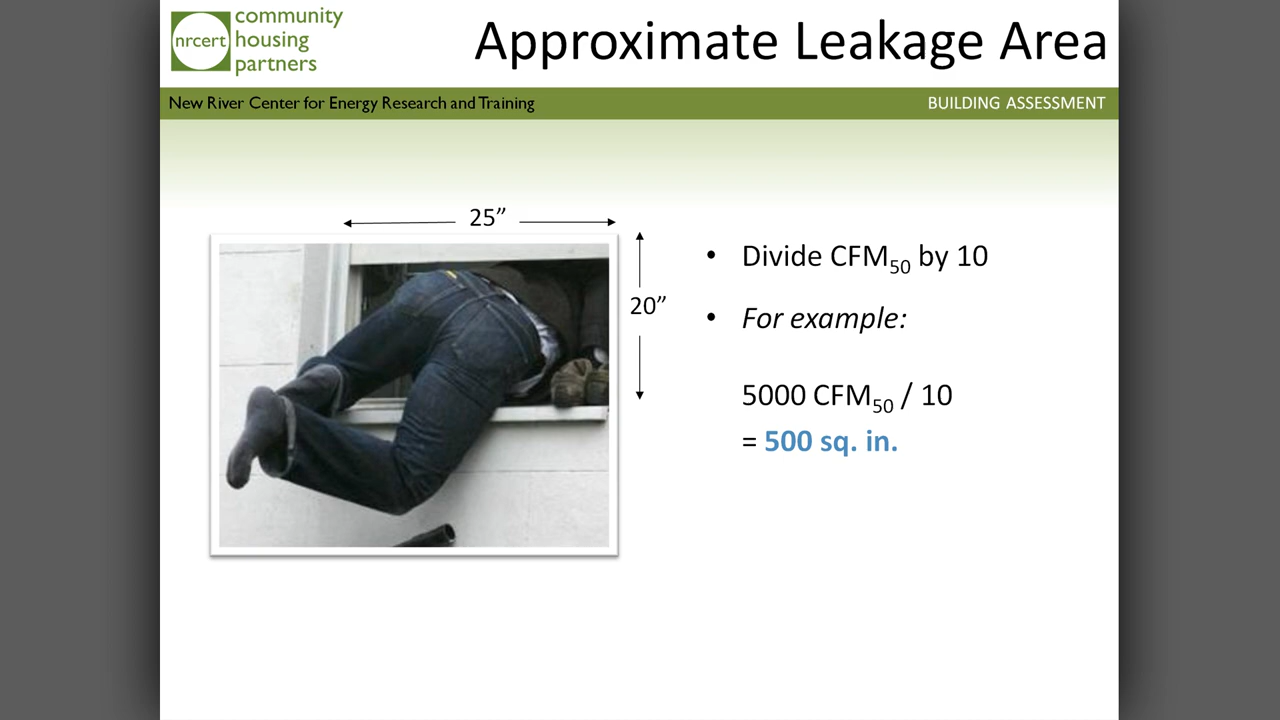 nrcert
community
housing
partners
Approximate Leakage Area
New River Center for Energy Research and Training
BUILDING ASSESSMENT
25”
20”
• Divide CFM50 by 10
• For example:
5000 CFM50 / 10
= 500 sq. in.